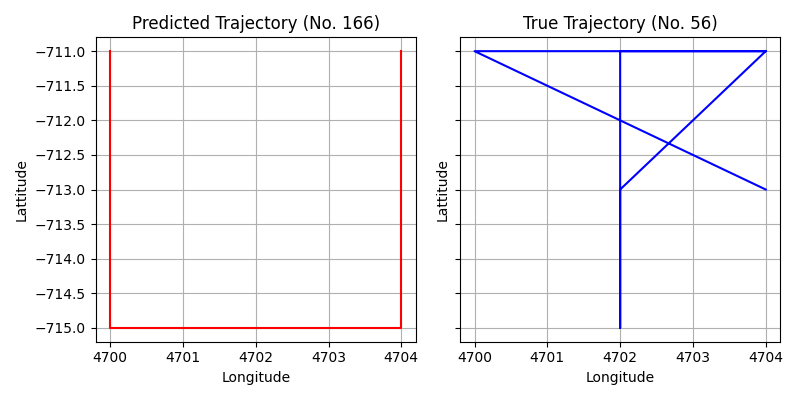 Predicted Trajectory (No. 166)
True Trajectory (No. 56)
−711.0
−711.5
−712.0
−712.5
−713.0
−713.5
−714.0
−714.5
−715.0
Lattitude
Lattitude
4700 4701 4702 4703 4704
4700 4701 4702 4703 4704
Longitude
Longitude